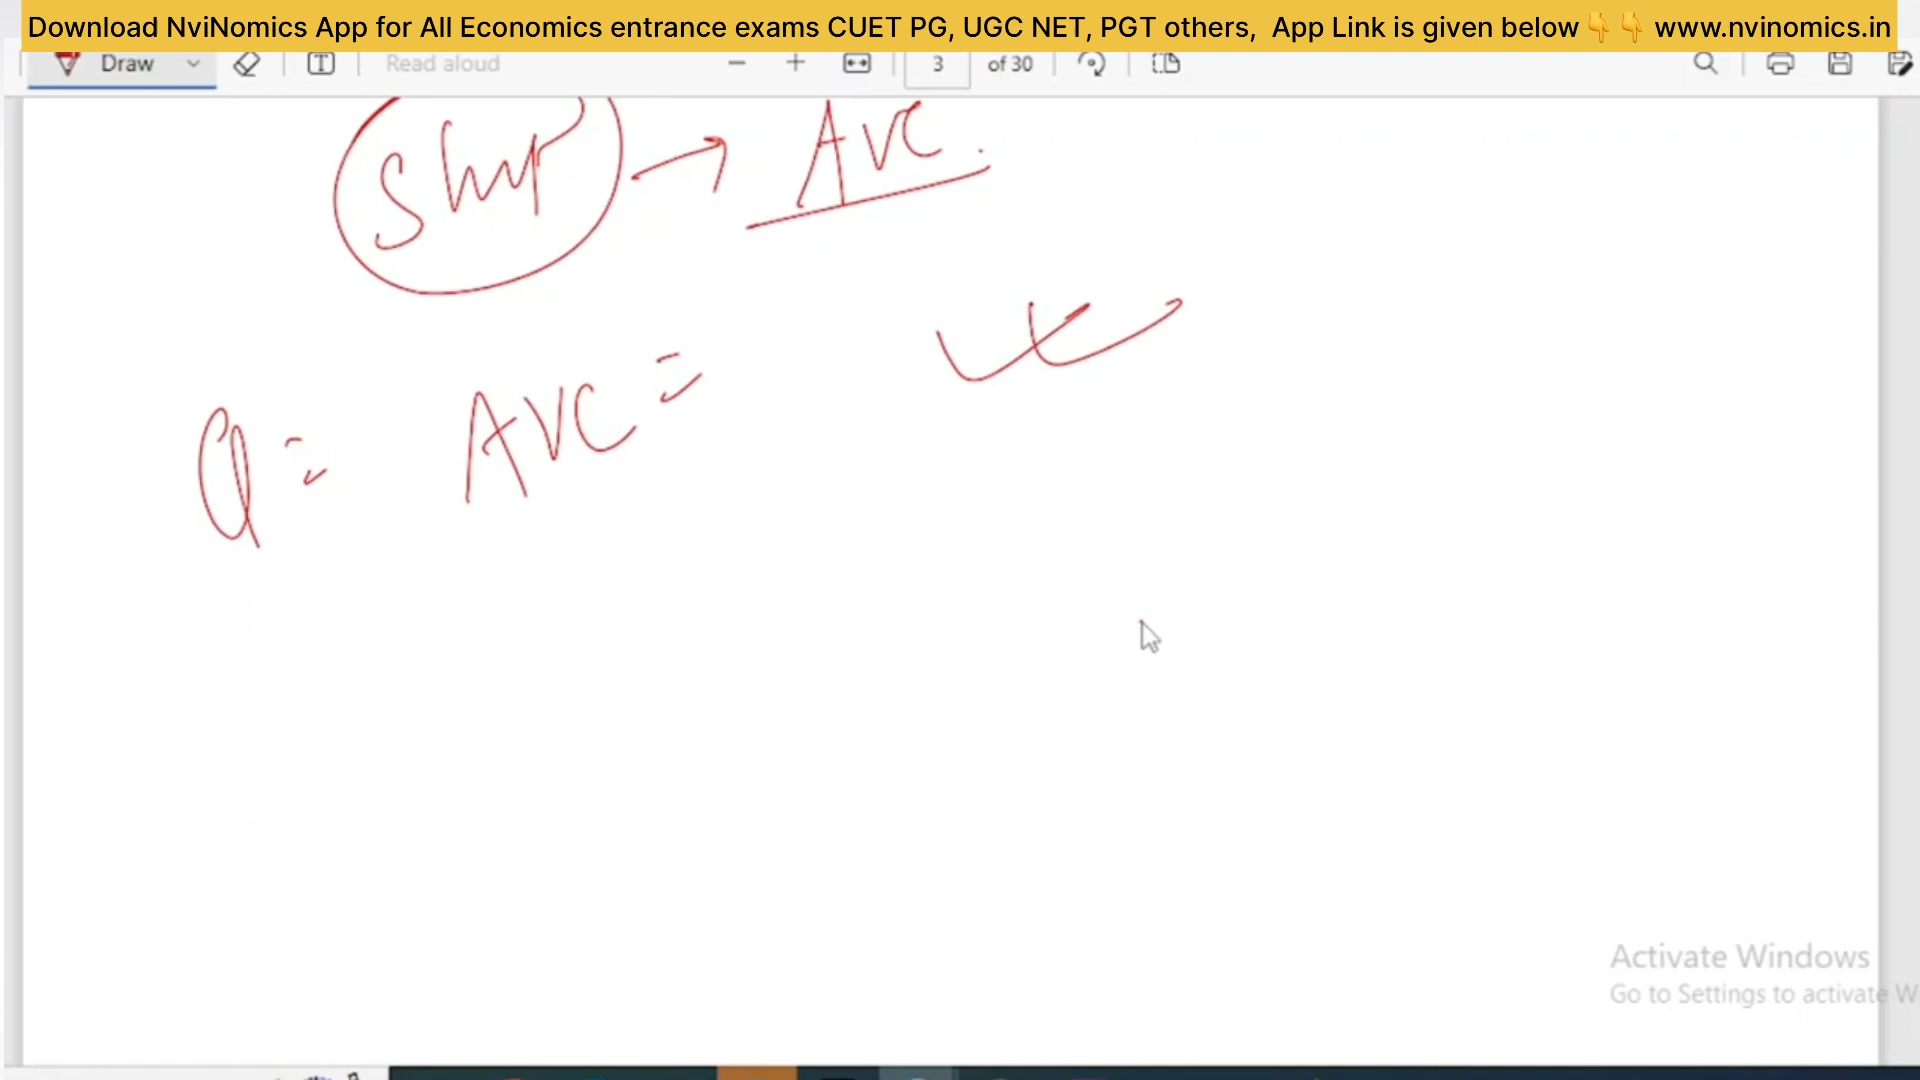 Download NviNomics App for All Economics entrance exams CUET PG, UGC NET, PGT others, App Link is given below👇👇 www.nvinomics.in
Draw Read aloud 3 of 30
→ AVC.
Q = AVC =
Activate Windows
Go to Settings to activate W